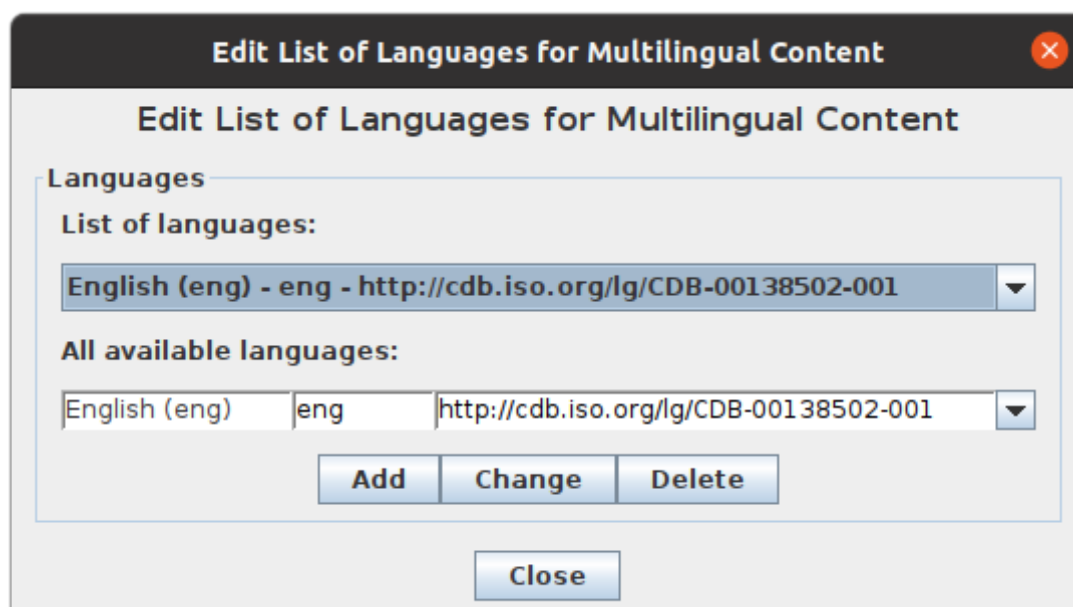 Edit List of Languages for Multilingual Content
Edit List of Languages for Multilingual Content
Languages
List of languages:
English (eng) - eng - http://cdb.iso.org/lg/CDB-00138502-001
All available languages:
English (eng) eng http://cdb.iso.org/lg/CDB-00138502-001
Add Change Delete
Close